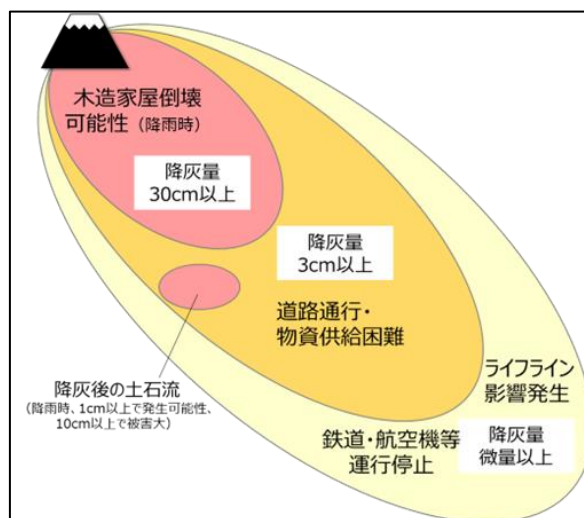 木造家屋倒壊
可能性（降雨時）
降灰量
30cm以上
降灰量
3cm以上
道路通行・
物資供給困難
降灰後の土石流
（降雨時、1cm以上で発生可能性、
10cm以上で被害大）
ライフライン
影響発生
鉄道・航空機等
運行停止
降灰量
微量以上